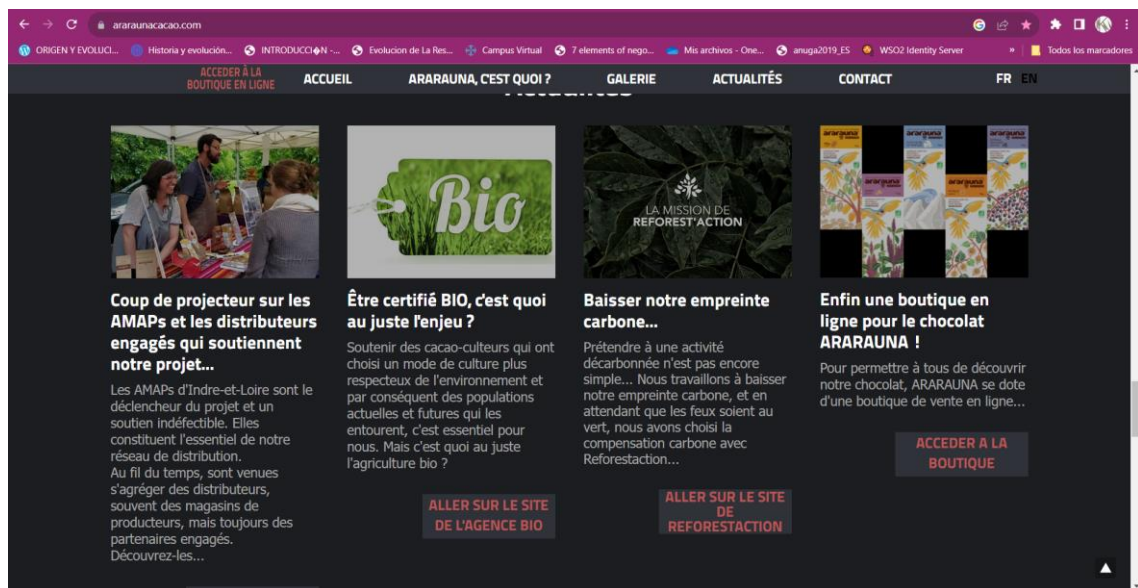 araraunacacao.com
ORIGEN Y EVOLUCI...
Historia y evolución...
INTRODUCCI�N -...
Evolucion de La Res...
Campus Virtual
7 elements of nego...
Mis archivos - One...
anuga2019_ES
WSO2 Identity Server
»
Todos los marcadores
ACCEDER À LA
BOUTIQUE EN LIGNE
ACCUEIL
ARARAUNA, C'EST QUOI ?
GALERIE
ACTUALITÉS
CONTACT
FR EN
Actualités
Coup de projecteur sur les
AMAPs et les distributeurs
engagés qui soutiennent
notre projet...
Les AMAPs d'Indre-et-Loire sont le
déclencheur du projet et un
soutien indéfectible. Elles
constituent l'essentiel de notre
réseau de distribution.
Au fil du temps, sont venues
s'agréger des distributeurs,
souvent des magasins de
producteurs, mais toujours des
partenaires engagés.
Découvrez-les...
Bio
Être certifié BIO, c'est quoi
au juste l'enjeu ?
Soutenir des cacao-culteurs qui ont
choisi un mode de culture plus
respecteux de l'environnement et
par conséquent des populations
actuelles et futures qui les
entourent, c'est essentiel pour
nous. Mais c'est quoi au juste
l'agriculture bio ?
ALLER SUR LE SITE
DE L'AGENCE BIO
LA MISSION DE
REFOREST'ACTION
Baisser notre empreinte
carbone...
Prétendre à une activité
décarbonnée n'est pas encore
simple... Nous travaillons à baisser
notre empreinte carbone, et en
attendant que les feux soient au
vert, nous avons choisi la
compensation carbone avec
Reforestaction...
ALLER SUR LE SITE
DE
REFORESTACTION
ararauna
ararauna
ararauna
ararauna
ararauna
Enfin une boutique en
ligne pour le chocolat
ARARAUNA !
Pour permettre à tous de découvrir
notre chocolat, ARARAUNA se dote
d'une boutique de vente en ligne...
ACCEDER A LA
BOUTIQUE